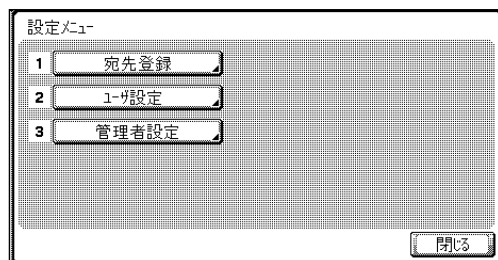 設定ﾒﾆｭｰ
1 宛先登録
2 ﾕｰｻﾞ設定
3 管理者設定
閉じる